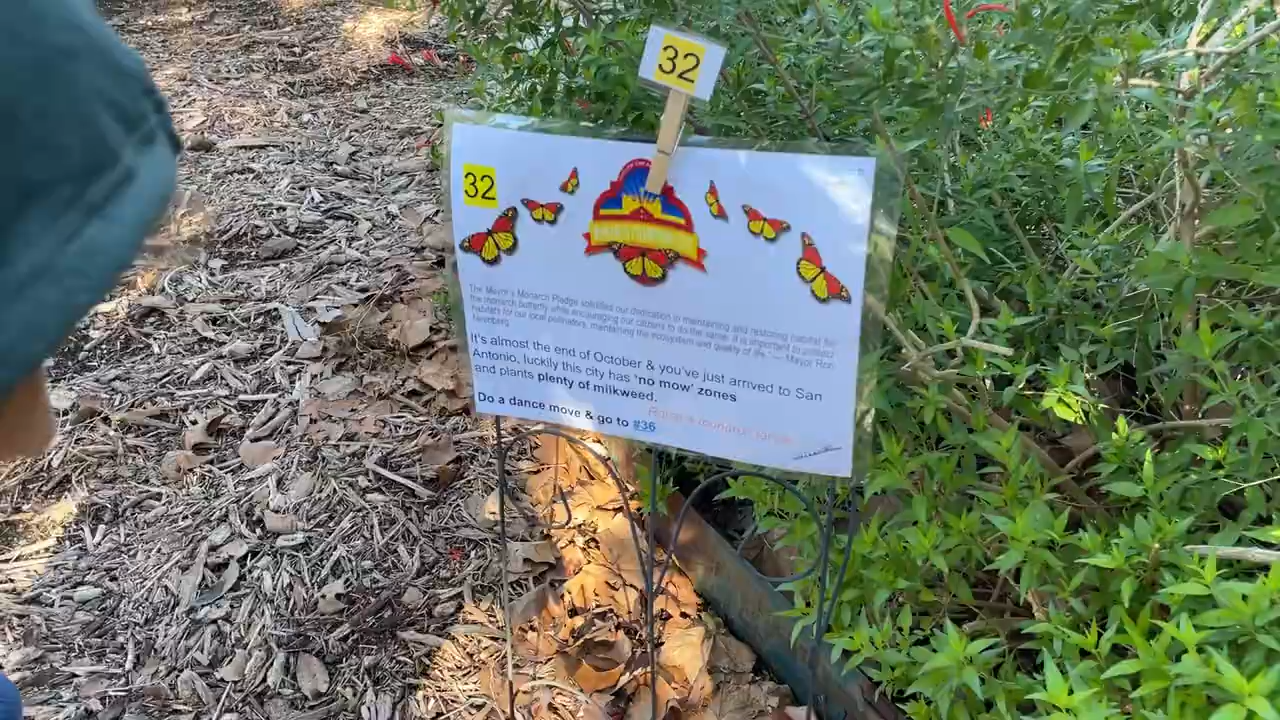 32
32
The Mayor's Monarch Pledge solidifies our dedication in maintaining and restoring habitat for
the monarch butterfly while encouraging our citizens to do the same. It is important to protect
habitats for our local pollinators, maintaining the ecosystem and quality of life." — Mayor Ron
Nirenberg
It's almost the end of October & you've just arrived to San
Antonio, luckily this city has 'no mow' zones
and plants plenty of milkweed.
Do a dance move & go to #36